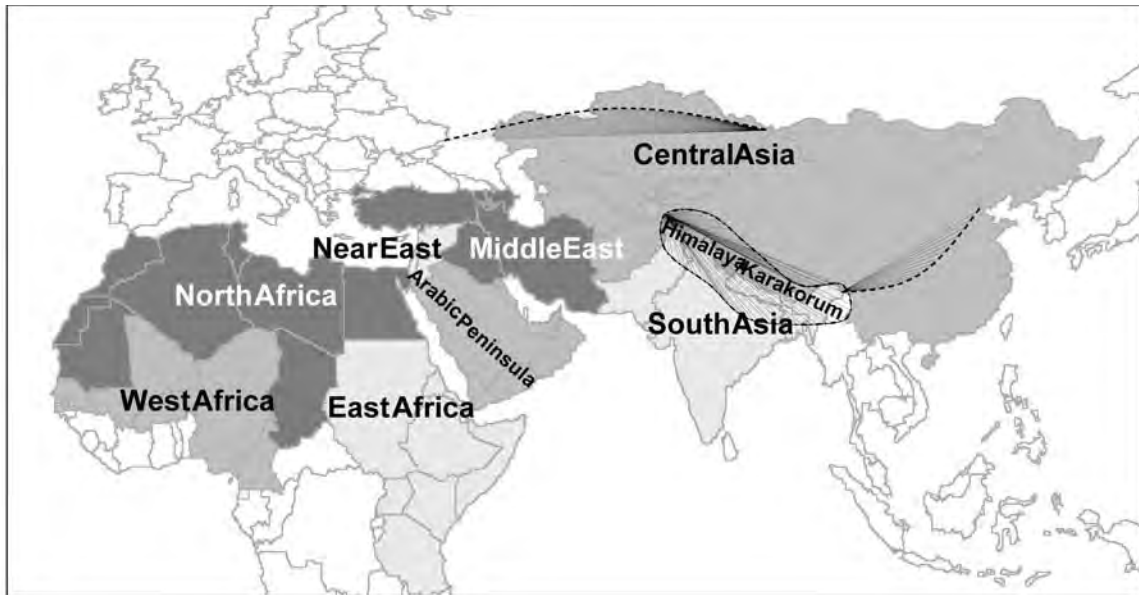 CentralAsia
NearEast
MiddleEast
Himalaya
Karakorum
NorthAfrica
ArabicPeninsula
SouthAsia
WestAfrica
EastAfrica